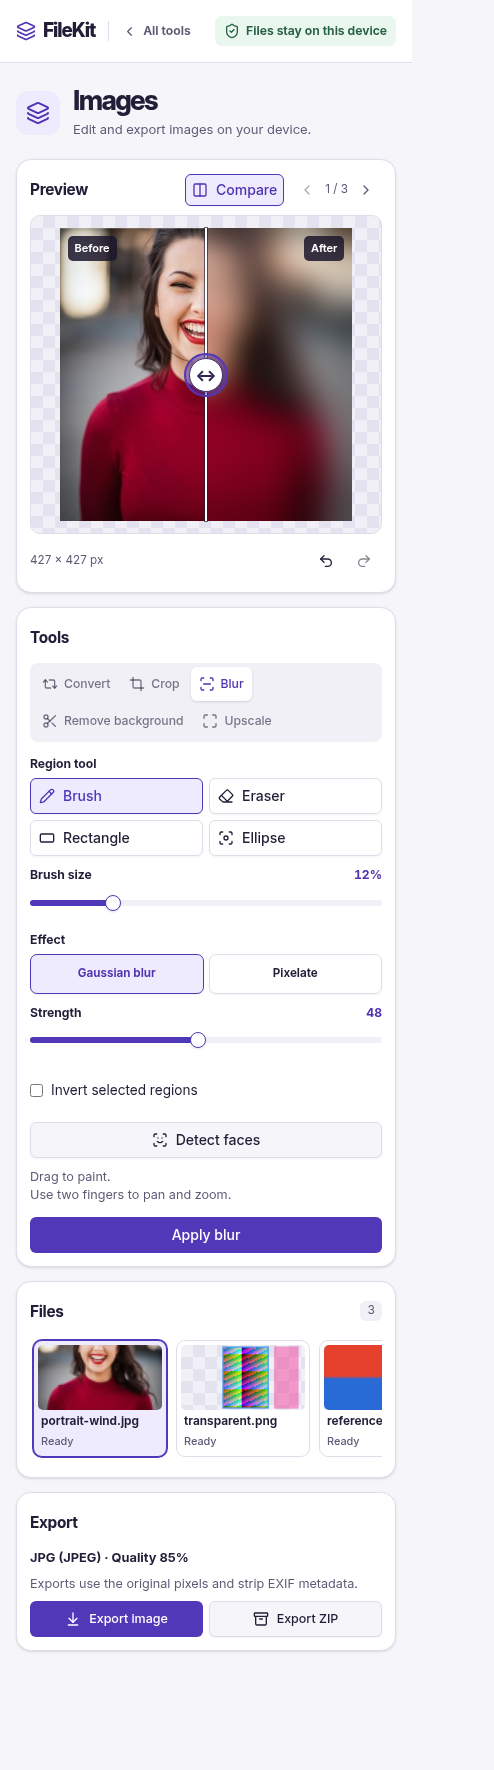 FileKit
All tools
Files stay on this device
Images
Edit and export images on your device.
Preview
Compare
1 / 3
Before
After
427 × 427 px
Tools
Convert
Crop
Blur
Remove background
Upscale
Region tool
Brush
Eraser
Rectangle
Ellipse
Brush size
12%
Effect
Gaussian blur
Pixelate
Strength
48
Invert selected regions
Detect faces
Drag to paint.
Use two fingers to pan and zoom.
Apply blur
Files
3
portrait-wind.jpg
transparent.png
reference
Ready
Ready
Ready
Export
JPG (JPEG) · Quality 85%
Exports use the original pixels and strip EXIF metadata.
Export image
Export ZIP